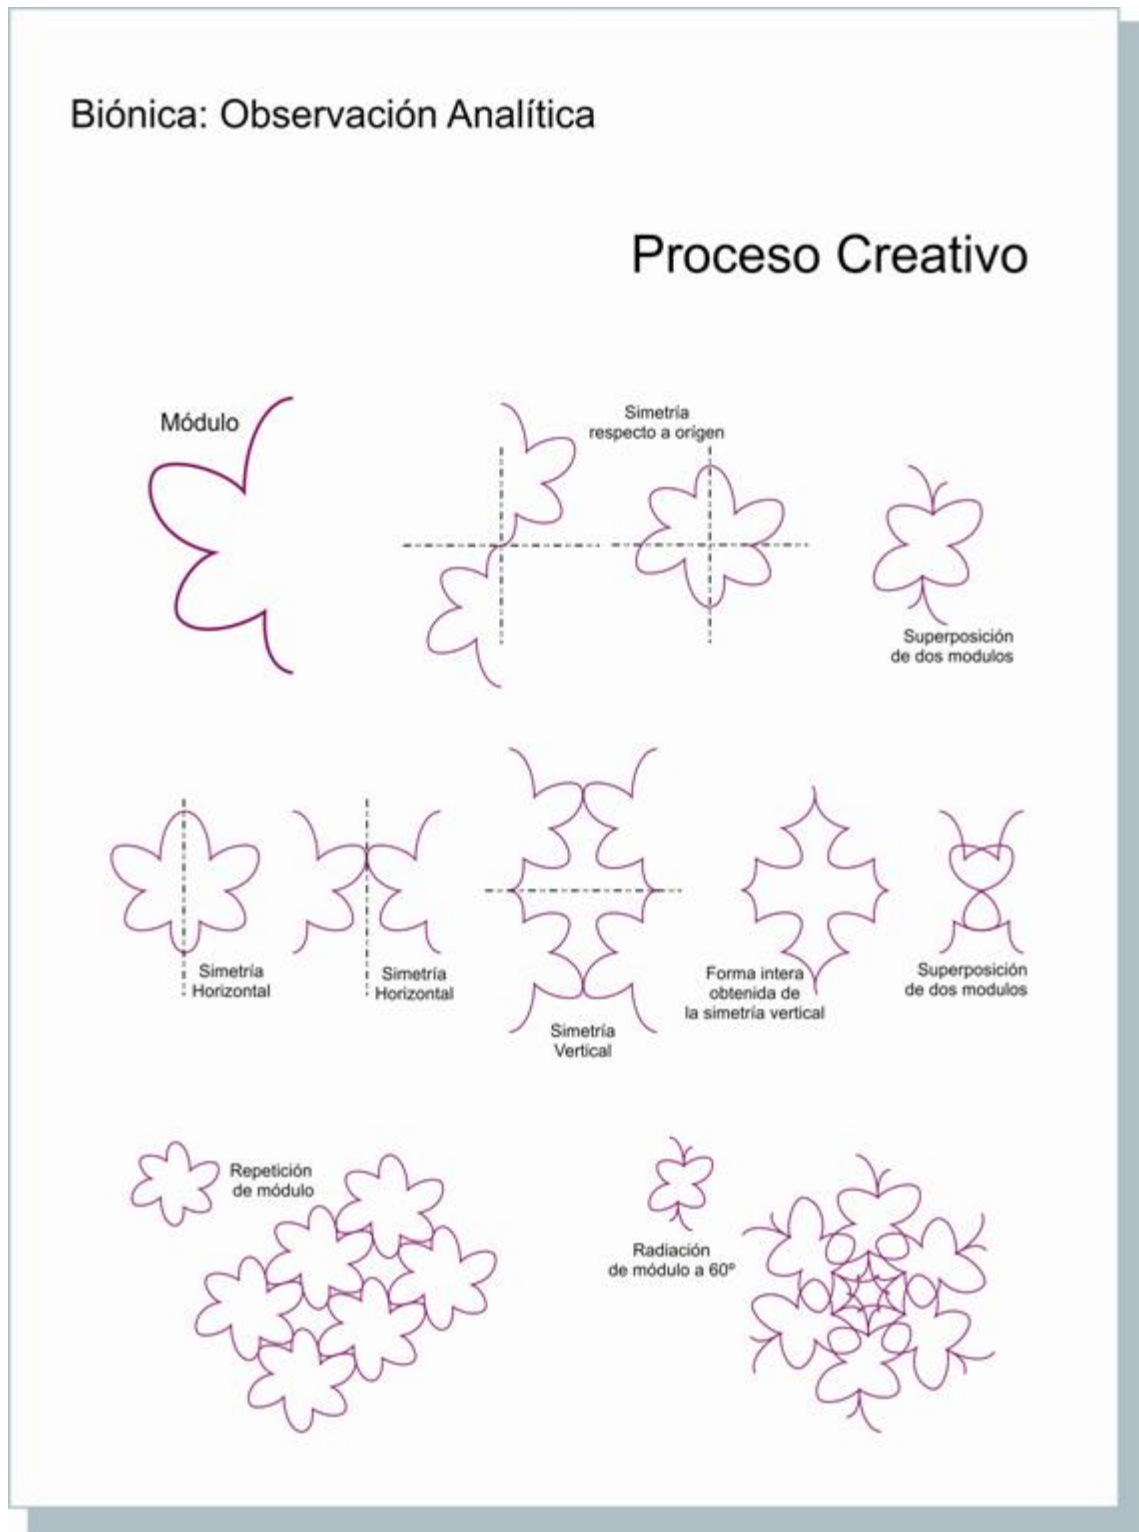 Biónica: Observación Analítica
Proceso Creativo
Módulo
Simetría
respecto a origen
Superposición
de dos modulos
Simetría
Horizontal
Simetría
Horizontal
Simetría
Vertical
Forma intera
obtenida de
la simetría vertical
Superposición
de dos modulos
Repetición
de módulo
Radiación
de módulo a 60º